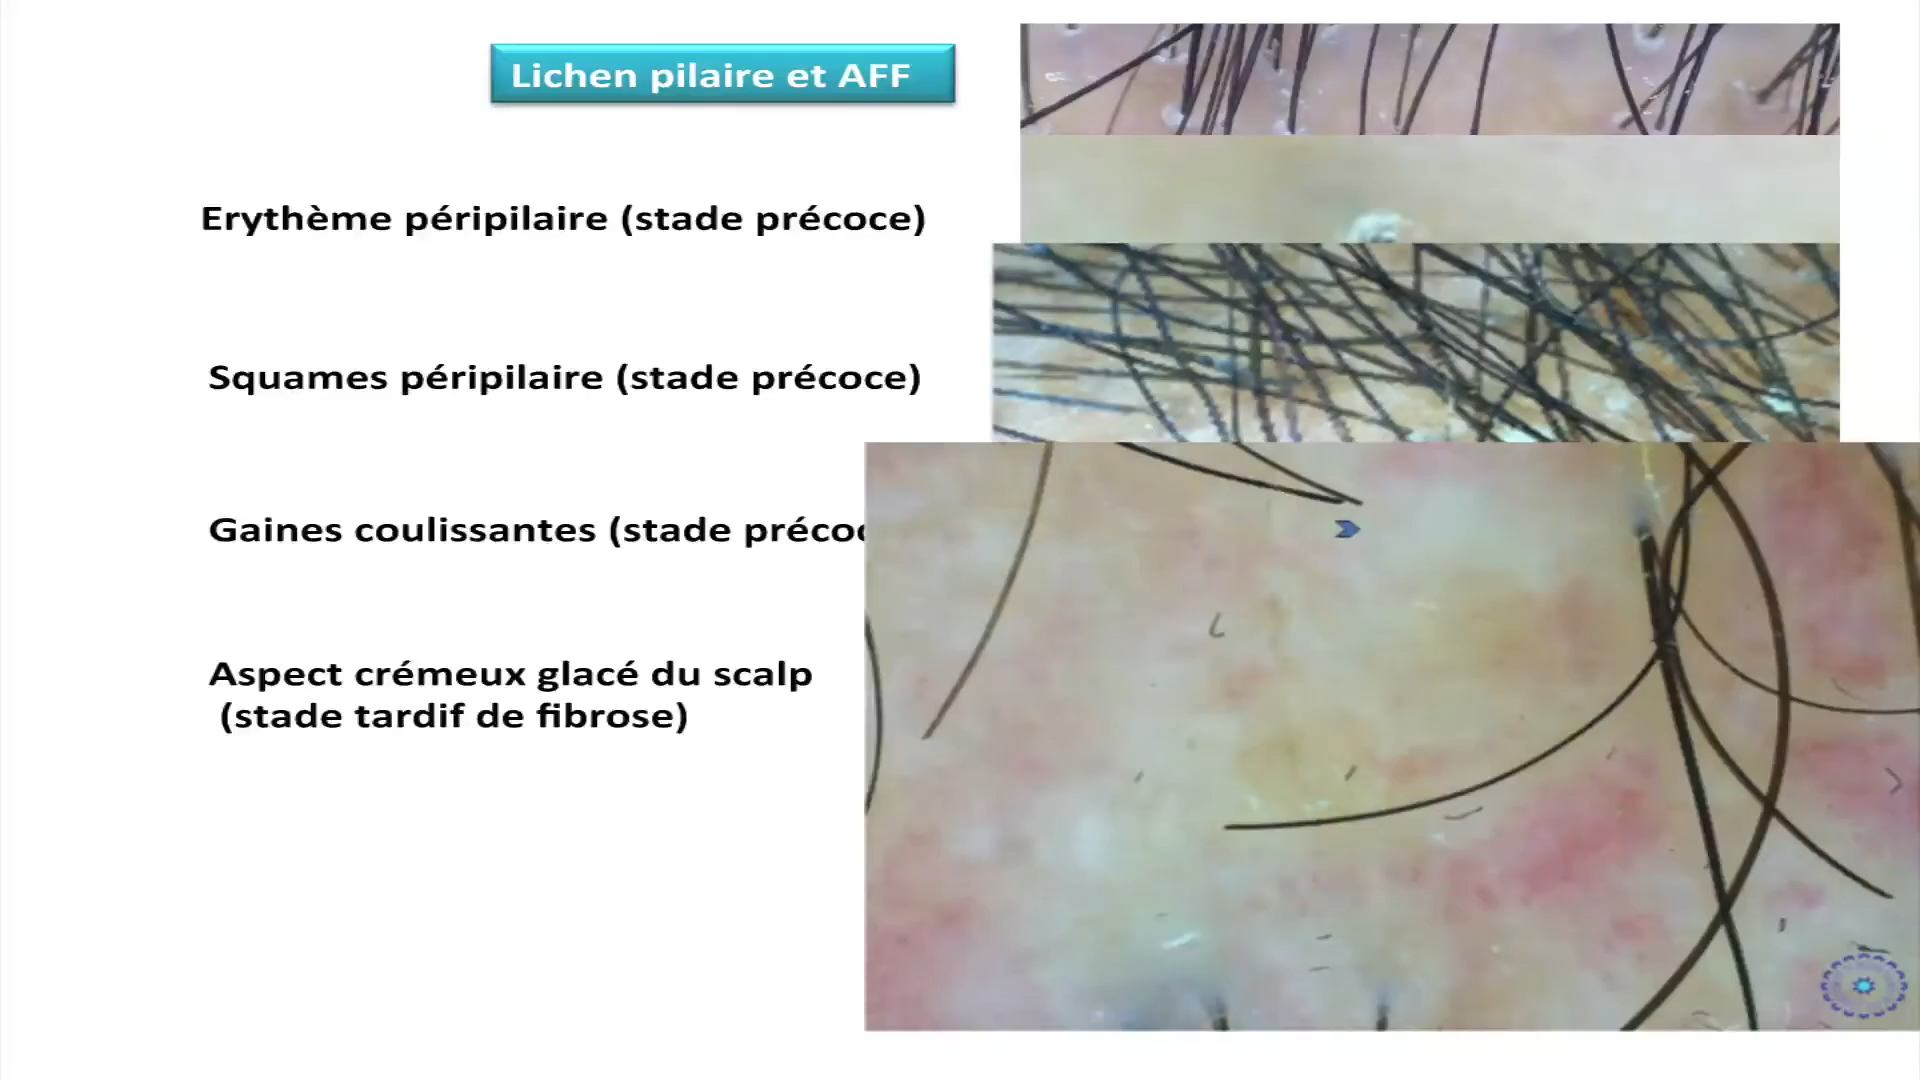 Lichen pilaire et AFF
Erythème péripilaire (stade précoce)
Squames péripilaire (stade précoce)
Gaines coulissantes (stade précoc
Aspect crémeux glacé du scalp
(stade tardif de fibrose)